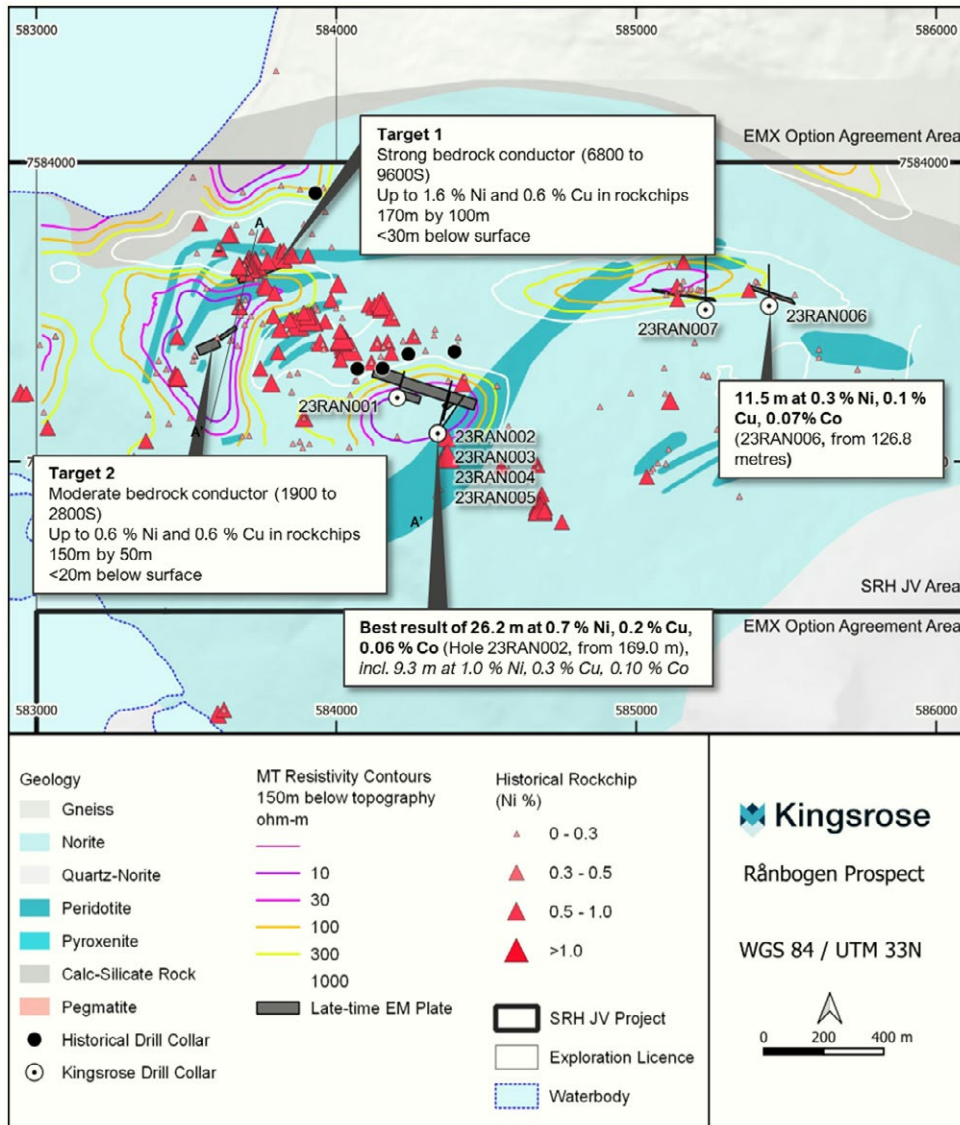 583000
584000
585000
586000
EMX Option Agreement Area
7584000
7584000
Target 1
Strong bedrock conductor (6800 to
9600S)
Up to 1.6 % Ni and 0.6 % Cu in rockchips
170m by 100m
<30m below surface
A
23RAN007
23RAN006
23RAN001
11.5 m at 0.3 % Ni, 0.1 %
Cu, 0.07% Co
(23RAN006, from 126.8
metres)
23RAN002
23RAN003
23RAN004
23RAN005
A'
A'
Target 2
Moderate bedrock conductor (1900 to
2800S)
Up to 0.6 % Ni and 0.6 % Cu in rockchips
150m by 50m
<20m below surface
SRH JV Area
EMX Option Agreement Area
Best result of 26.2 m at 0.7 % Ni, 0.2 % Cu,
0.06 % Co (Hole 23RAN002, from 169.0 m),
incl. 9.3 m at 1.0 % Ni, 0.3 % Cu, 0.10 % Co
583000
584000
585000
586000
Geology
Gneiss
Norite
Quartz-Norite
Peridotite
Pyroxenite
Calc-Silicate Rock
Pegmatite
Historical Drill Collar
Kingsrose Drill Collar
MT Resistivity Contours
150m below topography
ohm-m
10
30
100
300
1000
Late-time EM Plate
Historical Rockchip
(Ni %)
0 - 0.3
0.3 - 0.5
0.5 - 1.0
>1.0
SRH JV Project
Exploration Licence
Waterbody
Kingsrose
Rånbogen Prospect
WGS 84 / UTM 33N
0 200 400 m